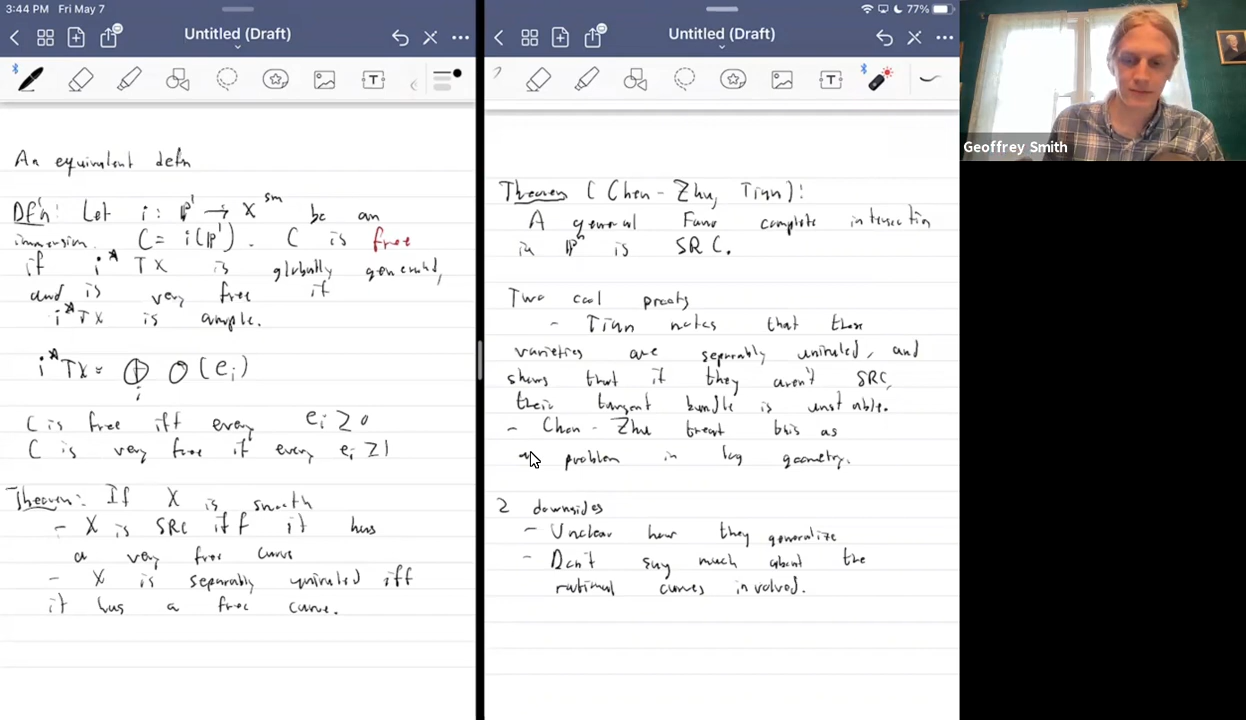 3:44 PM Fri May 7
Untitled (Draft)
An equivalent defn
Df'n: Let i: ℙ¹ → X^sm be an
immersion. C = i(ℙ¹). C is free
if i* TX is globally generated,
and is very free if
i*TX is ample.
i*TX = ⊕_i O(e_i)
C is free iff every e_i ≥ 0
C is very free if every e_i ≥ 1
Theorem: If X is smooth
- X is SRC iff it has
a very free curve
- X is separably uniruled iff
it has a free curve.
77%
Untitled (Draft)
Theorem (Chen-Zhu, Tian):
A general Fano complete intersection
in ℙ^n is SRC.
Two cool proofs
- Tian notes that these
varieties are separably uniruled, and
shows that if they aren't SRC,
their tangent bundle is unstable.
- Chen-Zhu treat this as
a problem in log geometry.
2 downsides
- Unclear how they generalize
- Don't say much about the
rational curves involved.
Geoffrey Smith